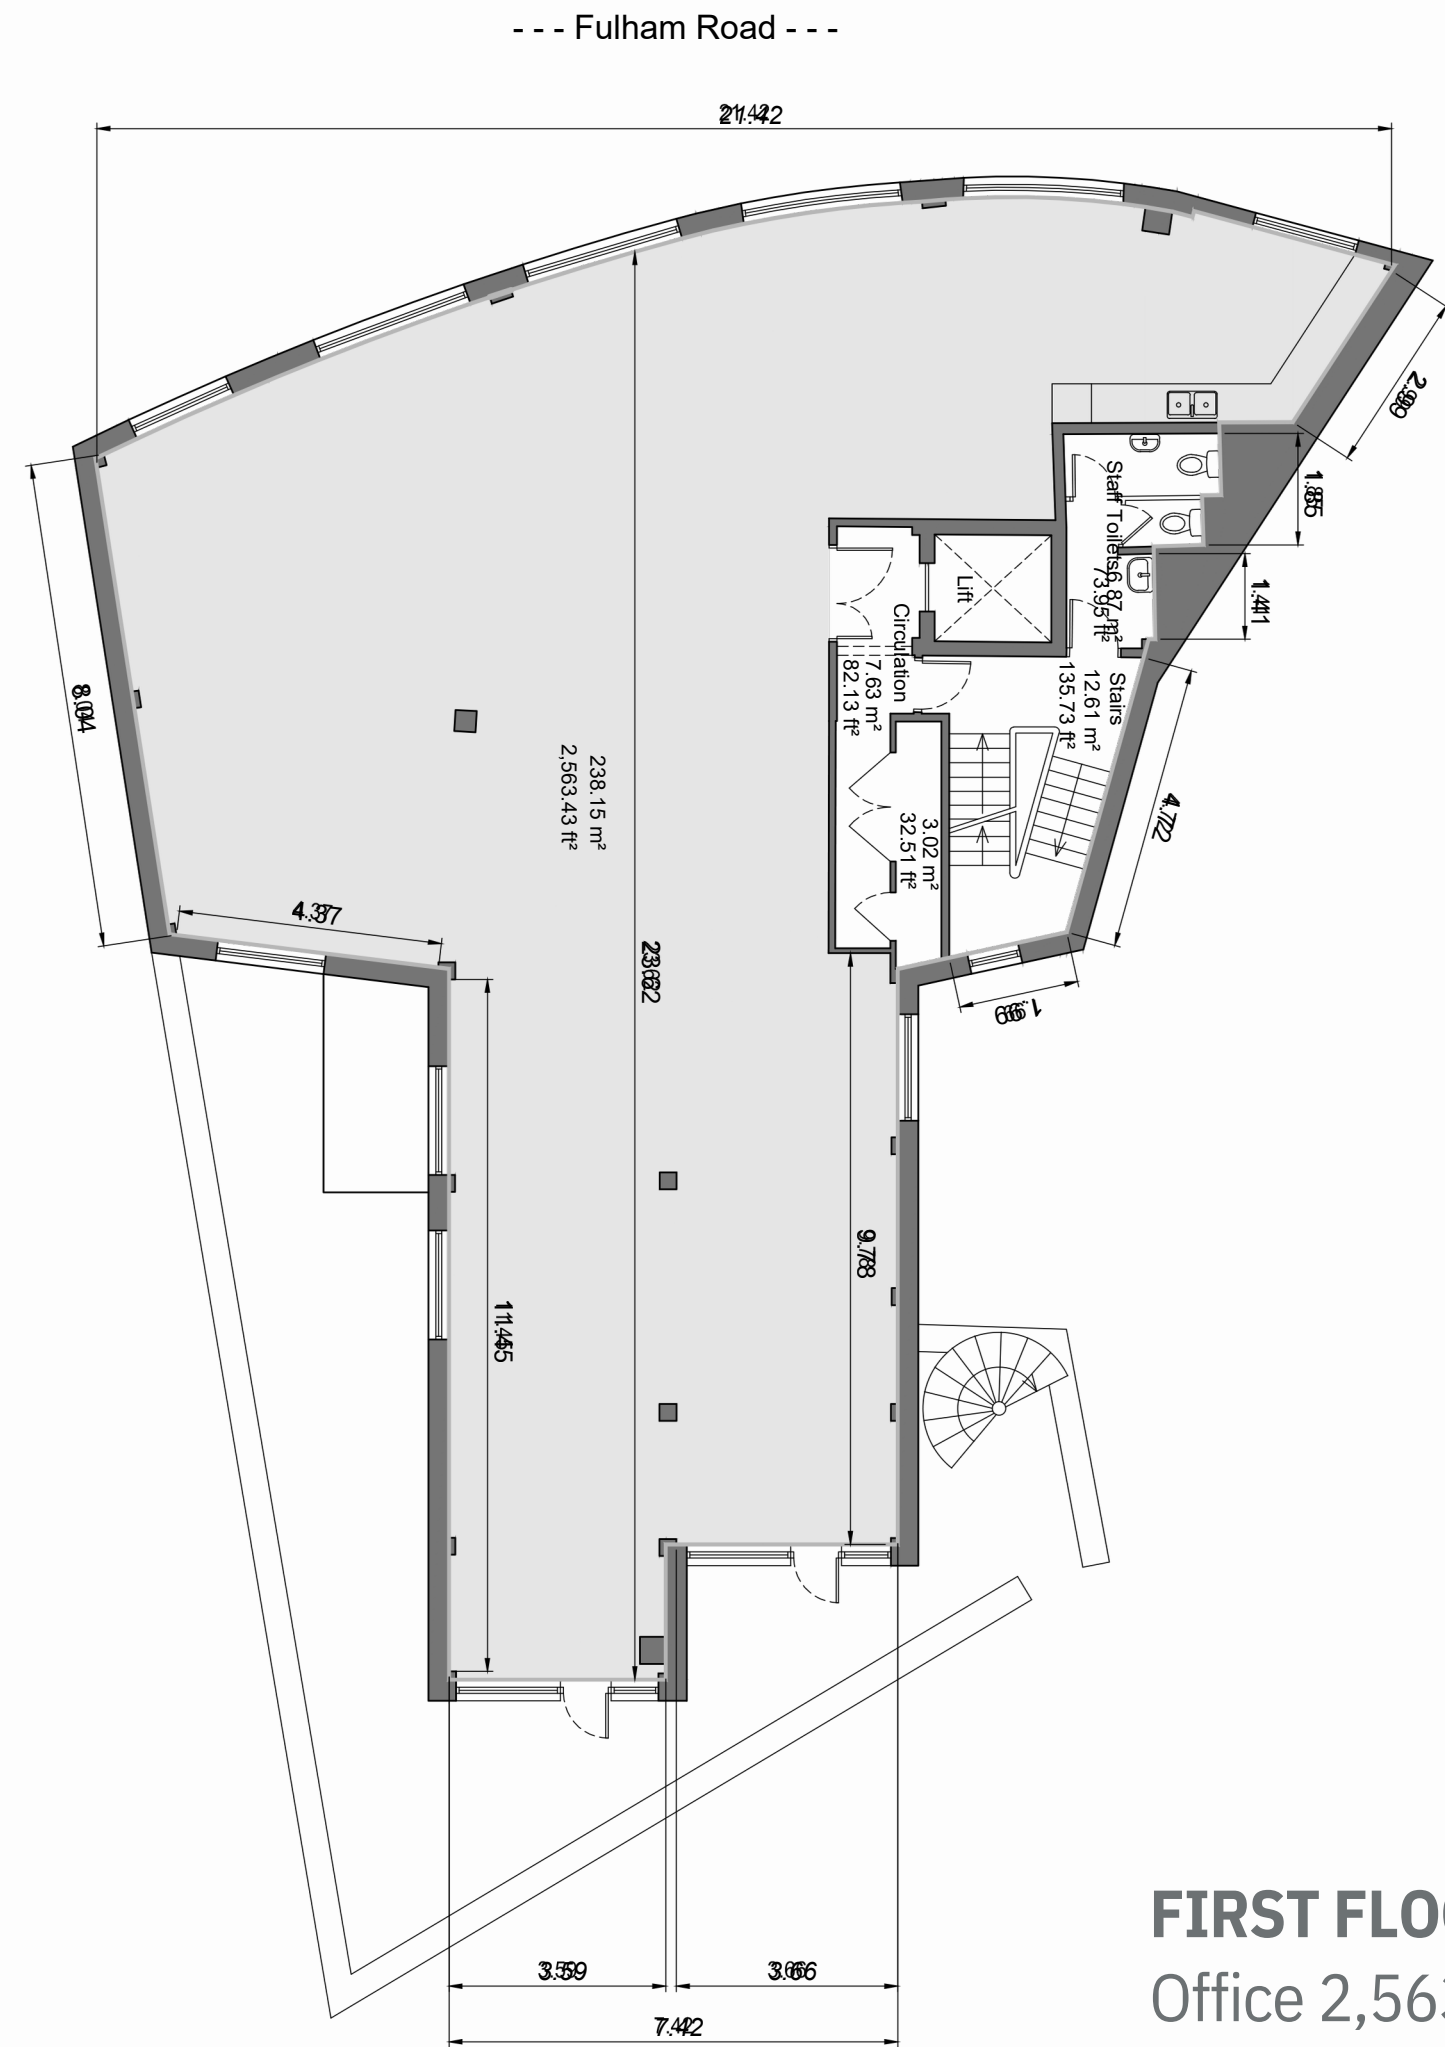 - - - Fulham Road - - -
21.42
2.99
1.85
Staff Toilets
6.87 m²
73.95 ft²
Lift
1.41
Circulation
7.63 m²
82.13 ft²
Stairs
12.61 m²
135.73 ft²
8.04
238.15 m²
2,563.43 ft²
3.02 m²
32.51 ft²
4.72
4.37
23.62
1.99
9.78
11.45
FIRST FLOO
Office 2,563
3.59
3.66
7.42